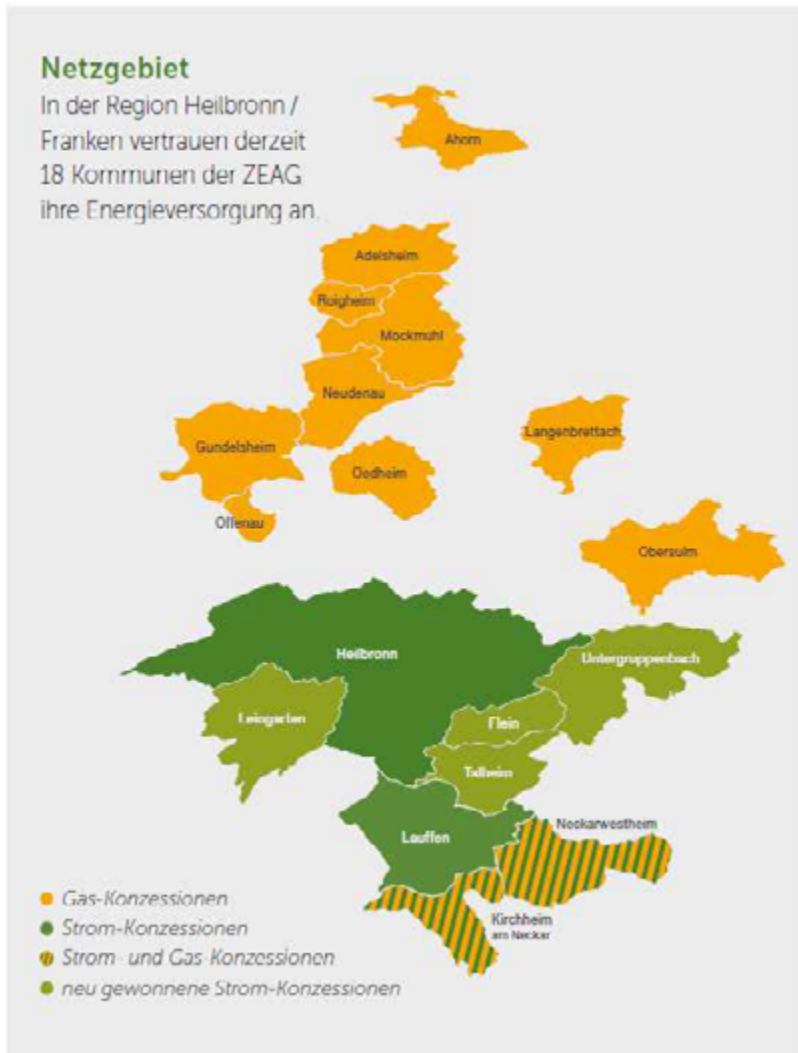 Netzgebiet
In der Region Heilbronn /
Franken vertrauen derzeit
18 Kommunen der ZEAG
ihre Energieversorgung an.
Ahorn
Adelsheim
Ruigheim
Mockmuhl
Neudenau
Gundelsheim
Langenbrettach
Oedheim
Offenau
Obersulm
Heilbronn
Untergruppenbach
Leingarten
Flein
Talheim
Neckarwestheim
Lauffen
Kirchheim
am Neckar
Gas-Konzessionen
Strom-Konzessionen
Strom- und Gas-Konzessionen
neu gewonnene Strom-Konzessionen